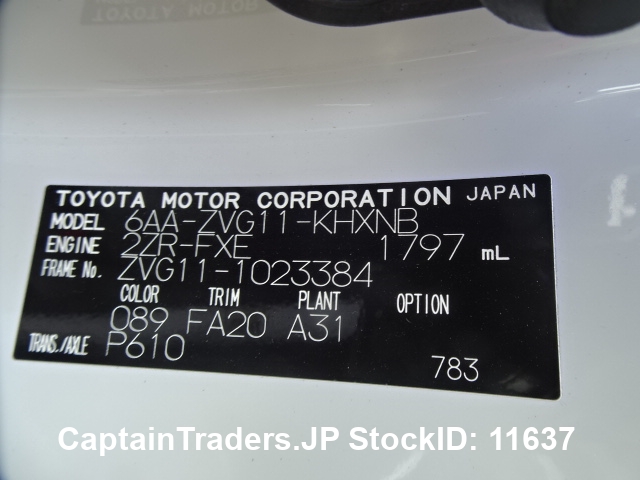 TOYOTA MOTOR CORPORATION JAPAN
MODEL 6AA-ZVG11-KHXNB
ENGINE 2ZR-FXE 1797 mL
FRAME No. ZVG11-1023384
COLOR TRIM PLANT OPTION
089 FA20 A31
TRANS./AXLE P610
783
CaptainTraders.JP StockID: 11637